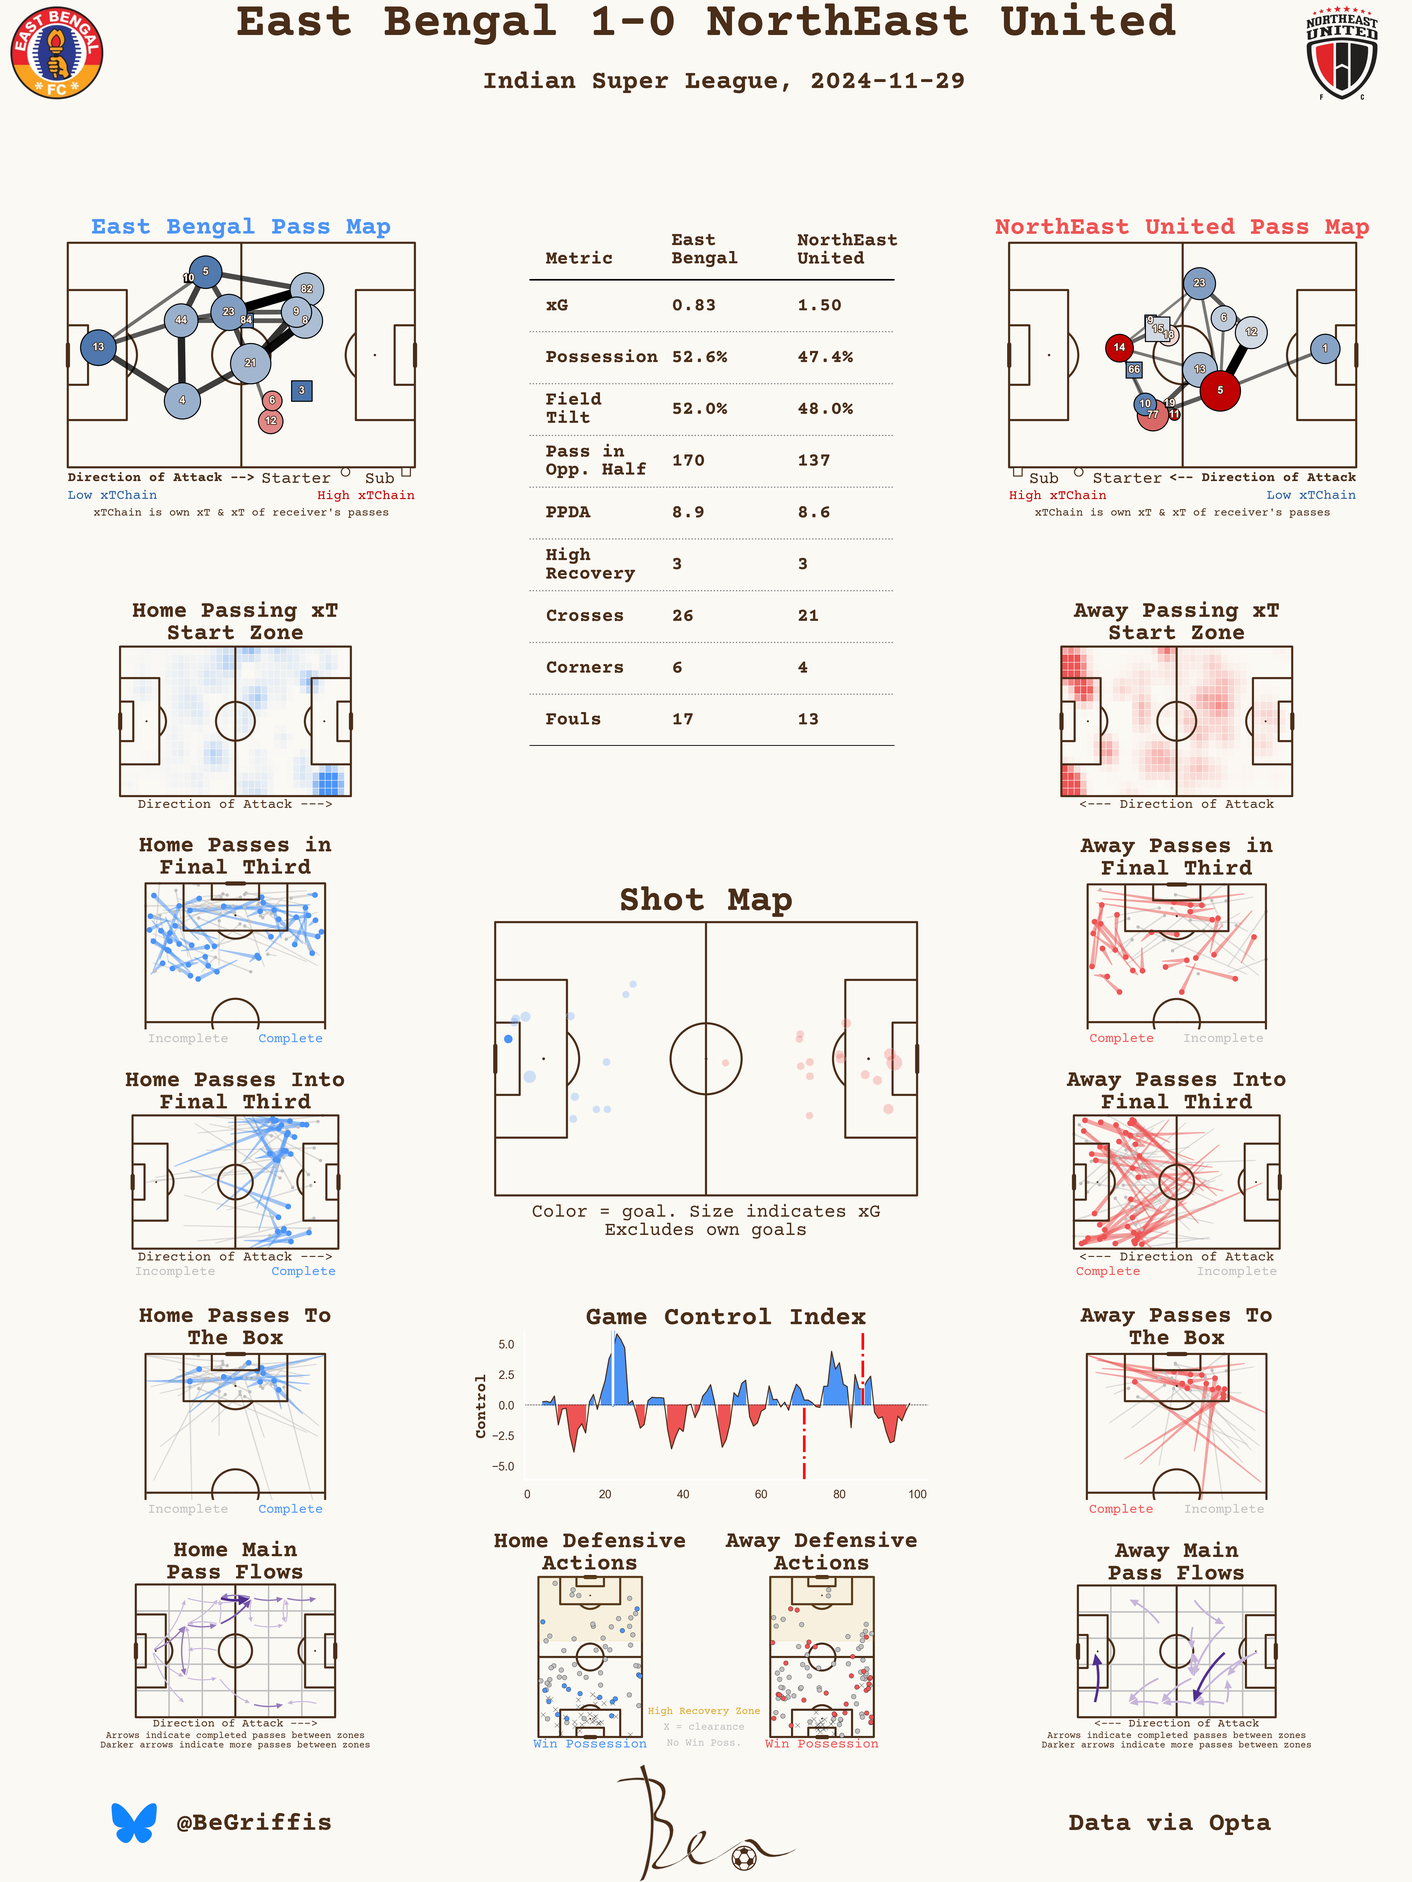 East Bengal 1-0 NorthEast United
Indian Super League, 2024-11-29
EAST BENGAL
FC
NORTHEAST
UNITED
F C
East Bengal Pass Map
5
10
82
23
84
9
8
44
13
21
4
3
6
12
Direction of Attack --> Starter Sub
Low xTChain High xTChain
xTChain is own xT & xT of receiver's passes
Metric East Bengal NorthEast United
xG 0.83 1.50
Possession 52.6% 47.4%
Field Tilt 52.0% 48.0%
Pass in Opp. Half 170 137
PPDA 8.9 8.6
High Recovery 3 3
Crosses 26 21
Corners 6 4
Fouls 17 13
NorthEast United Pass Map
23
9
15
18
6
12
14
1
66
13
5
10
19
77
11
Sub Starter <-- Direction of Attack
High xTChain Low xTChain
xTChain is own xT & xT of receiver's passes
Home Passing xT
Start Zone
Direction of Attack --->
Away Passing xT
Start Zone
<--- Direction of Attack
Home Passes in
Final Third
Incomplete Complete
Away Passes in
Final Third
Complete Incomplete
Shot Map
Color = goal. Size indicates xG
Excludes own goals
Home Passes Into
Final Third
Direction of Attack --->
Incomplete Complete
Away Passes Into
Final Third
<--- Direction of Attack
Complete Incomplete
Home Passes To
The Box
Incomplete Complete
Game Control Index
Control
5.0
2.5
0.0
−2.5
−5.0
0 20 40 60 80 100
Away Passes To
The Box
Complete Incomplete
Home Main
Pass Flows
Direction of Attack --->
Arrows indicate completed passes between zones
Darker arrows indicate more passes between zones
Home Defensive
Actions
Win Possession
High Recovery Zone
X = clearance
No Win Poss.
Away Defensive
Actions
Win Possession
Away Main
Pass Flows
<--- Direction of Attack
Arrows indicate completed passes between zones
Darker arrows indicate more passes between zones
@BeGriffis
Ben
Data via Opta